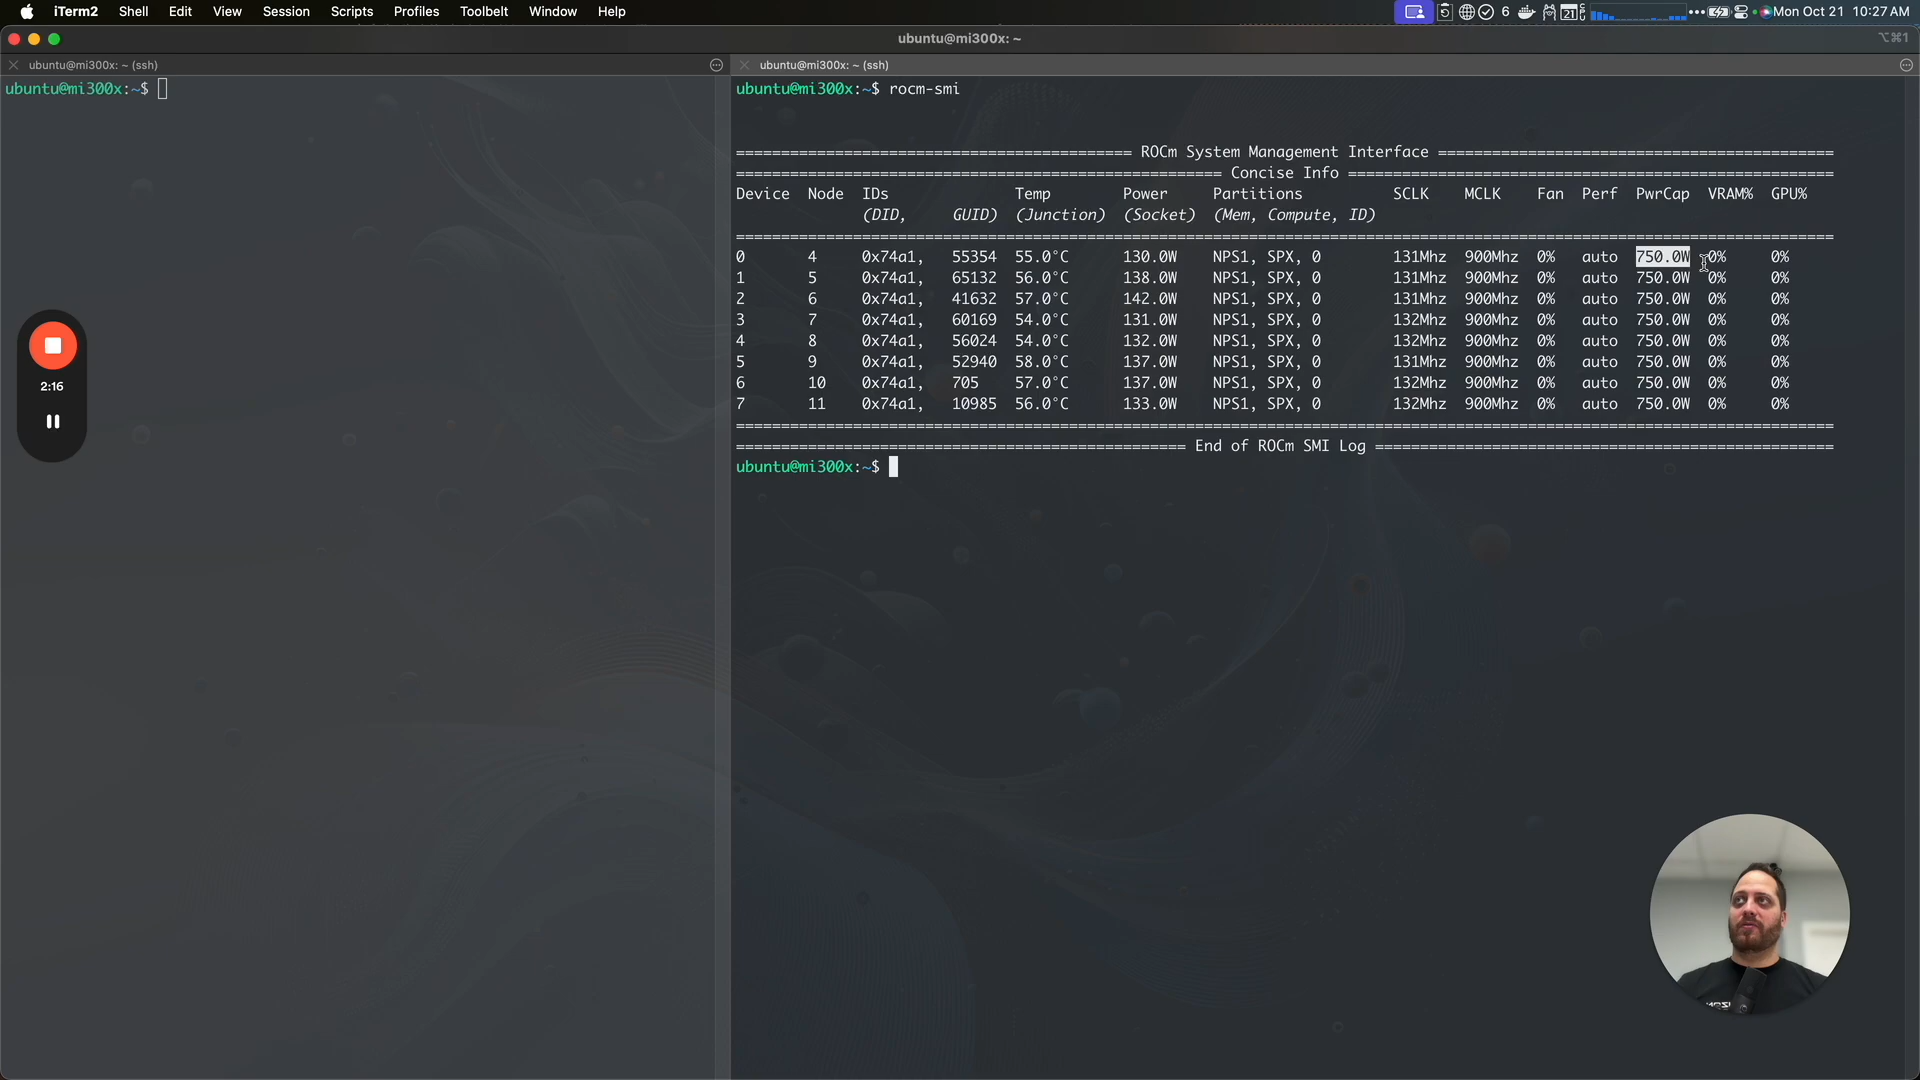 iTerm2 Shell Edit View Session Scripts Profiles Toolbelt Window Help 6 21 Mon Oct 21 10:27 AM
ubuntu@mi300x: ~ ⌥⌘1
ubuntu@mi300x: ~ (ssh)
ubuntu@mi300x:~$
2:16
ubuntu@mi300x: ~ (ssh)
ubuntu@mi300x:~$ rocm-smi
============================================ ROCm System Management Interface ============================================
====================================================== Concise Info ======================================================
Device Node IDs Temp Power Partitions SCLK MCLK Fan Perf PwrCap VRAM% GPU%
(DID, GUID) (Junction) (Socket) (Mem, Compute, ID)
==========================================================================================================================
0 4 0x74a1, 55354 55.0°C 130.0W NPS1, SPX, 0 131Mhz 900Mhz 0% auto 750.0W 0% 0%
1 5 0x74a1, 65132 56.0°C 138.0W NPS1, SPX, 0 131Mhz 900Mhz 0% auto 750.0W 0% 0%
2 6 0x74a1, 41632 57.0°C 142.0W NPS1, SPX, 0 131Mhz 900Mhz 0% auto 750.0W 0% 0%
3 7 0x74a1, 60169 54.0°C 131.0W NPS1, SPX, 0 132Mhz 900Mhz 0% auto 750.0W 0% 0%
4 8 0x74a1, 56024 54.0°C 132.0W NPS1, SPX, 0 132Mhz 900Mhz 0% auto 750.0W 0% 0%
5 9 0x74a1, 52940 58.0°C 137.0W NPS1, SPX, 0 131Mhz 900Mhz 0% auto 750.0W 0% 0%
6 10 0x74a1, 705 57.0°C 137.0W NPS1, SPX, 0 132Mhz 900Mhz 0% auto 750.0W 0% 0%
7 11 0x74a1, 10985 56.0°C 133.0W NPS1, SPX, 0 132Mhz 900Mhz 0% auto 750.0W 0% 0%
==========================================================================================================================
================================================== End of ROCm SMI Log ===================================================
ubuntu@mi300x:~$